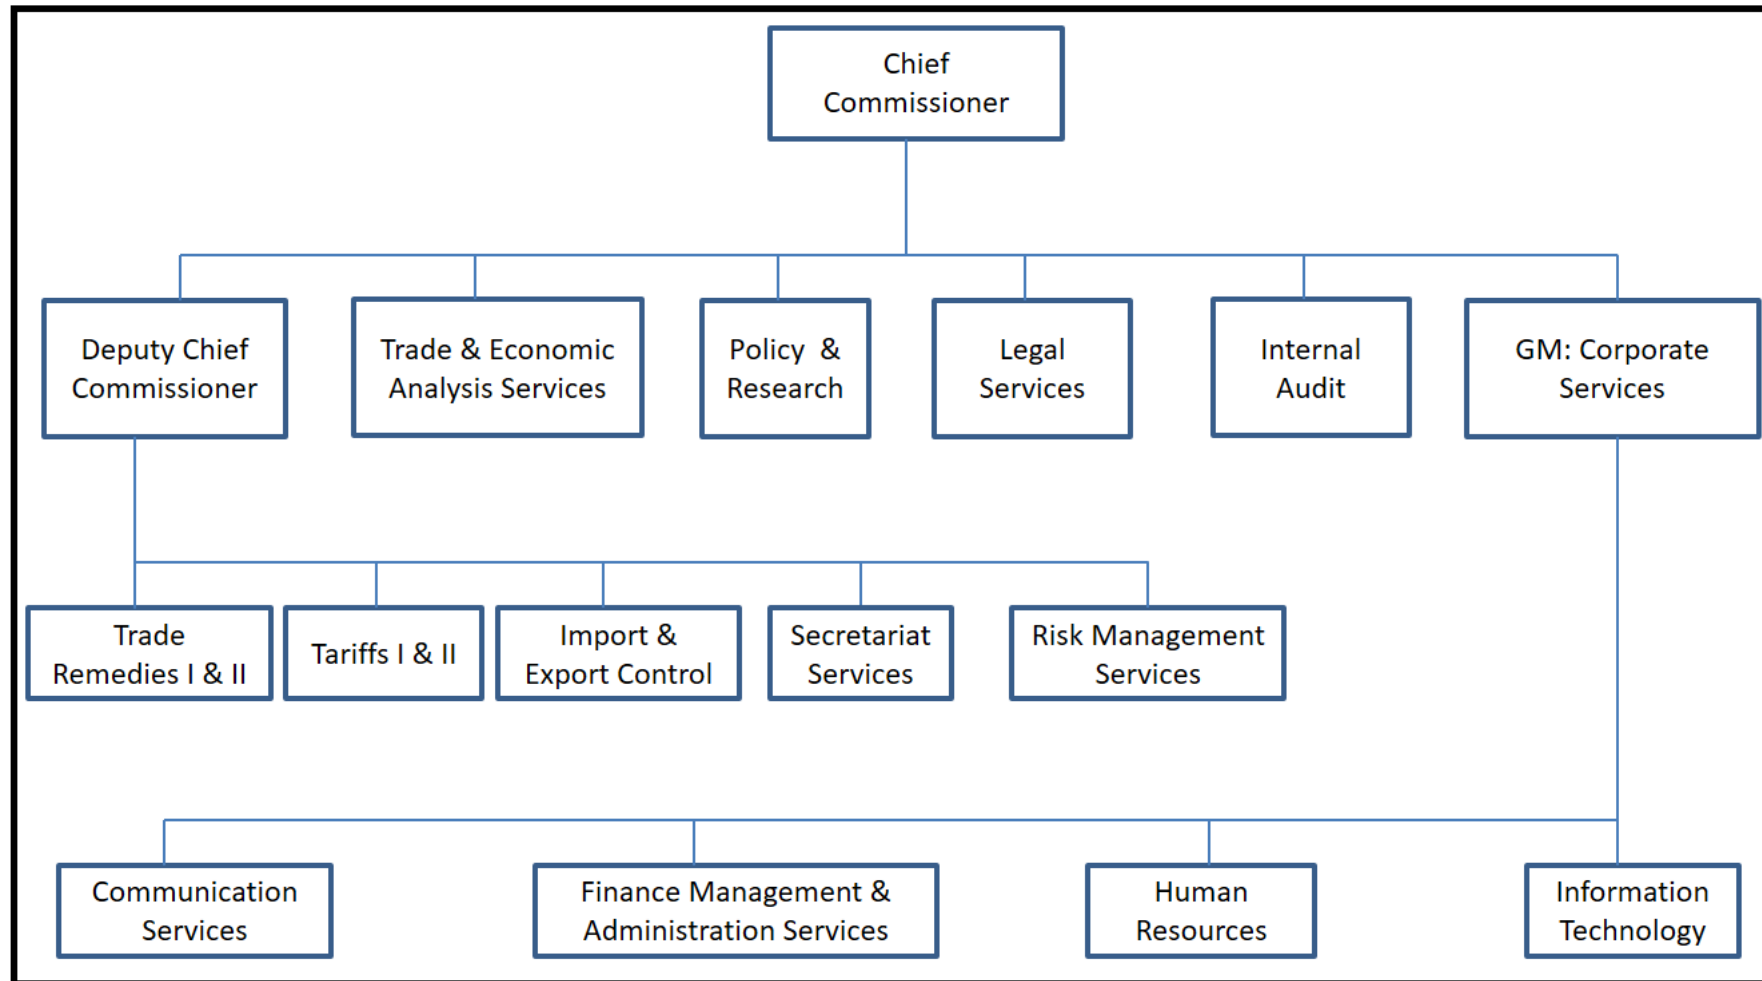 Chief
Commissioner
Deputy Chief
Commissioner
Trade & Economic
Analysis Services
Policy & 
Research
Legal
Services
Internal
Audit
GM: Corporate
Services
Trade
Remedies I & II
Tariffs I & II
Import &
Export Control
Secretariat
Services
Risk Management
Services
Communication
Services
Finance Management &
Administration Services
Human
Resources
Information
Technology